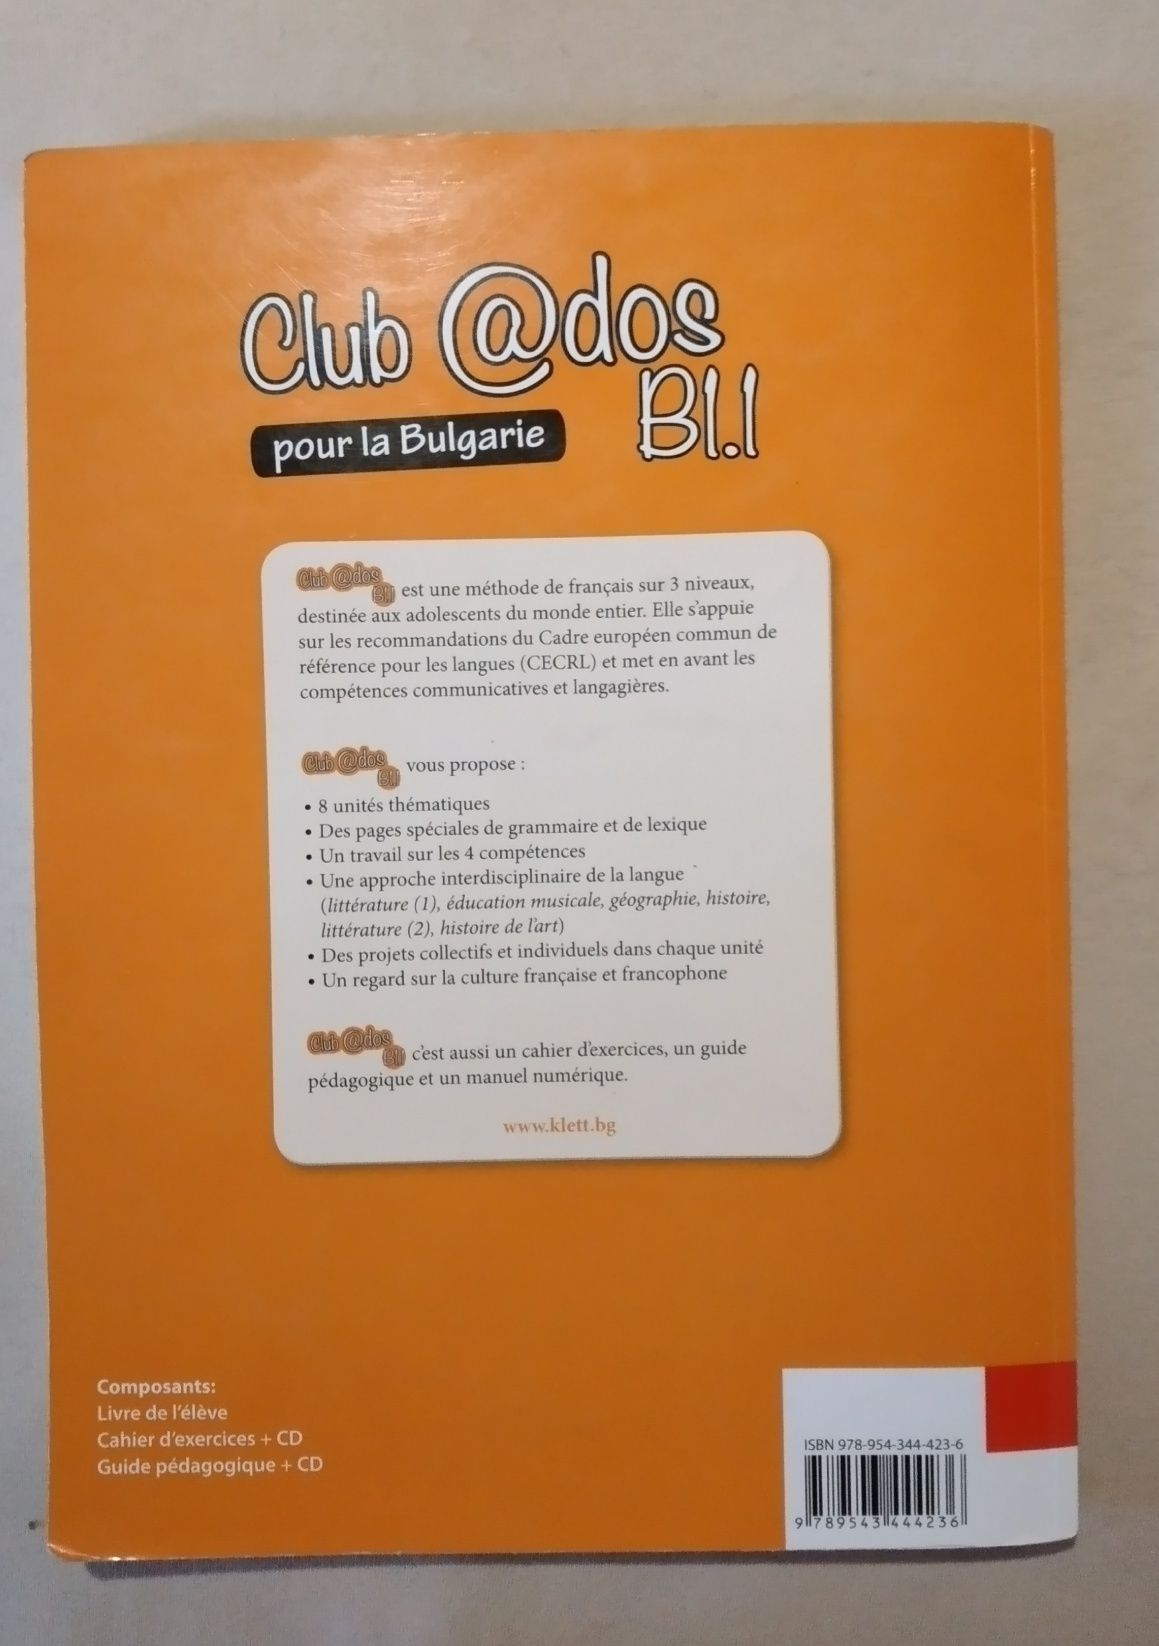 Club @dos
B1.1
pour la Bulgarie
Club @dos B1.1 est une méthode de français sur 3 niveaux,
destinée aux adolescents du monde entier. Elle s'appuie
sur les recommandations du Cadre européen commun de
référence pour les langues (CECRL) et met en avant les
compétences communicatives et langagières.
Club @dos B1.1 vous propose :
• 8 unités thématiques
• Des pages spéciales de grammaire et de lexique
• Un travail sur les 4 compétences
• Une approche interdisciplinaire de la langue
(littérature (1), éducation musicale, géographie, histoire,
littérature (2), histoire de l'art)
• Des projets collectifs et individuels dans chaque unité
• Un regard sur la culture française et francophone
Club @dos B1.1 c'est aussi un cahier d'exercices, un guide
pédagogique et un manuel numérique.
www.klett.bg
Composants:
Livre de l'élève
Cahier d'exercices + CD
Guide pédagogique + CD
ISBN 978-954-344-423-6
9 789543 444236